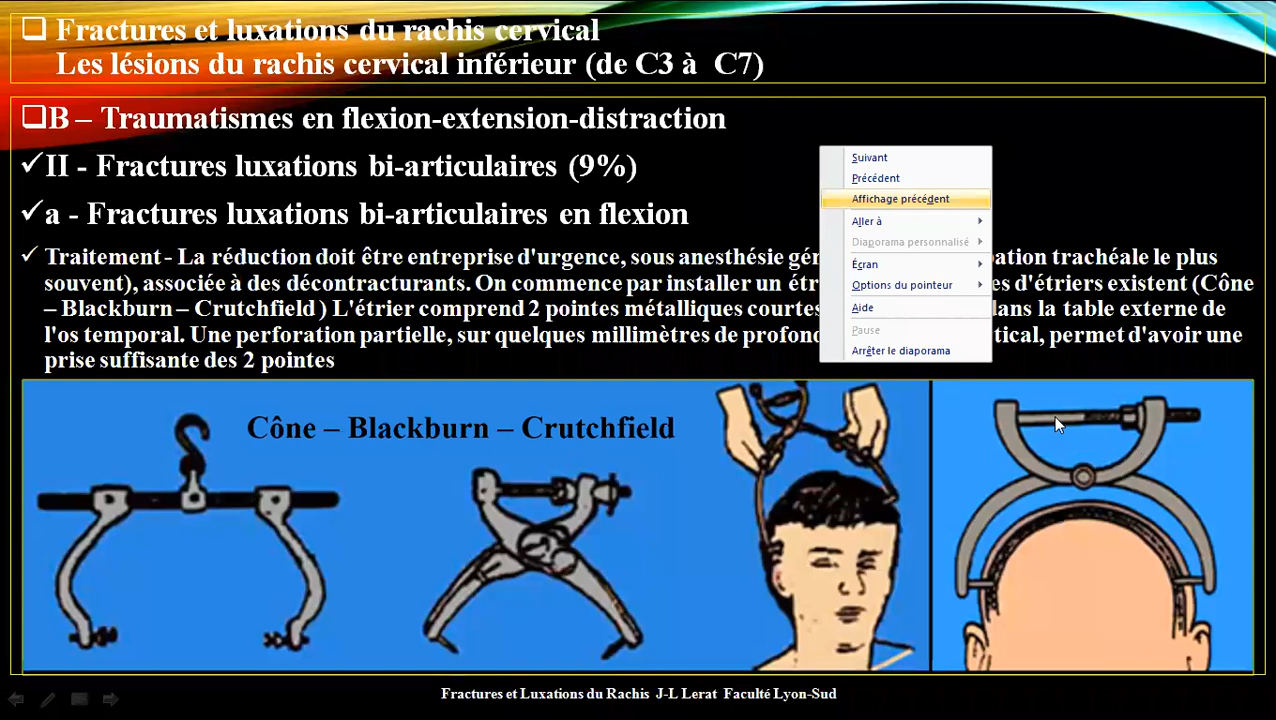 Fractures et luxations du rachis cervical
Les lésions du rachis cervical inférieur (de C3 à C7)
B – Traumatismes en flexion-extension-distraction
II - Fractures luxations bi-articulaires (9%)
a - Fractures luxations bi-articulaires en flexion
Traitement - La réduction doit être entreprise d'urgence, sous anesthésie gén
ation trachéale le plus
souvent), associée à des décontracturants. On commence par installer un étr
es d'étriers existent (Cône
– Blackburn – Crutchfield ) L'étrier comprend 2 pointes métalliques courtes
dans la table externe de
l'os temporal. Une perforation partielle, sur quelques millimètres de profond
tical, permet d'avoir une
prise suffisante des 2 pointes
Suivant
Précédent
Affichage précédent
Aller à
Diaporama personnalisé
Écran
Options du pointeur
Aide
Pause
Arrêter le diaporama
Cône – Blackburn – Crutchfield
Fractures et Luxations du Rachis J-L Lerat Faculté Lyon-Sud